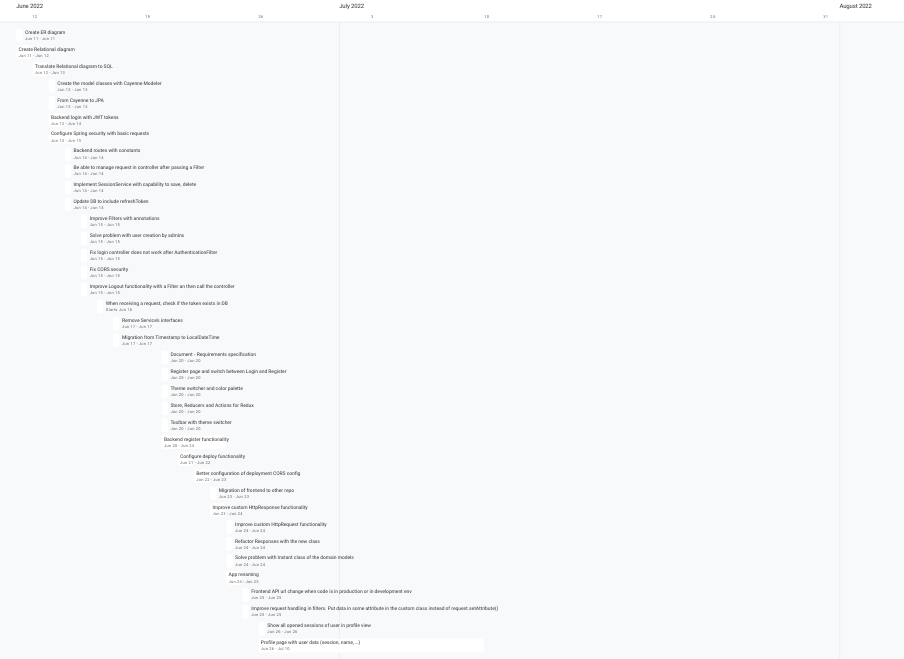 June 2022
July 2022
August 2022
12
19
26
3
10
17
24
31
Create ER diagram
Jun 11 - Jun 11
Create Relational diagram
Jun 11 - Jun 12
Translate Relational diagram to SQL
Jun 12 - Jun 13
Create the model classes with Cayenne Modeler
Jun 13 - Jun 13
From Cayenne to JPA
Jun 13 - Jun 13
Backend login with JWT tokens
Jun 13 - Jun 14
Configure Spring security with basic requests
Jun 13 - Jun 15
Backend routes with constants
Jun 14 - Jun 14
Be able to manage request in controller after passing a Filter
Jun 14 - Jun 14
Implement SessionService with capability to save, delete
Jun 14 - Jun 14
Update DB to include refreshToken
Jun 14 - Jun 14
Improve Filters with annotations
Jun 15 - Jun 15
Solve problem with user creation by admins
Jun 15 - Jun 15
Fix login controller does not work after AuthenticationFilter
Jun 15 - Jun 15
Fix CORS security
Jun 15 - Jun 15
Improve Logout functionality with a Filter an then call the controller
Jun 15 - Jun 15
When receiving a request, check if the token exists in DB
Starts Jun 16
Remove Service's interfaces
Jun 17 - Jun 17
Migration from Timestamp to LocalDateTime
Jun 17 - Jun 17
Document - Requirements specification
Jun 20 - Jun 20
Register page and switch between Login and Register
Jun 20 - Jun 20
Theme switcher and color palette
Jun 20 - Jun 20
Store, Reducers and Actions for Redux
Jun 20 - Jun 20
Toolbar with theme switcher
Jun 20 - Jun 20
Backend register functionality
Jun 20 - Jun 24
Configure deploy functionality
Jun 21 - Jun 22
Better configuration of deployment CORS config
Jun 22 - Jun 23
Migration of frontend to other repo
Jun 23 - Jun 23
Improve custom HttpResponse functionality
Jun 23 - Jun 24
Improve custom HttpRequest functionality
Jun 24 - Jun 24
Refactor Responses with the new class
Jun 24 - Jun 24
Solve problem with Instant class of the domain models
Jun 24 - Jun 24
App renaming
Jun 24 - Jun 25
Frontend API url change when code is in production or in development env
Jun 25 - Jun 25
Improve request handling in filters. Put data in some attribute in the custom class instead of request.setAttribute()
Jun 25 - Jun 25
Show all opened sessions of user in profile view
Jun 26 - Jun 26
Profile page with user data (session, name, ...)
Jun 26 - Jul 10